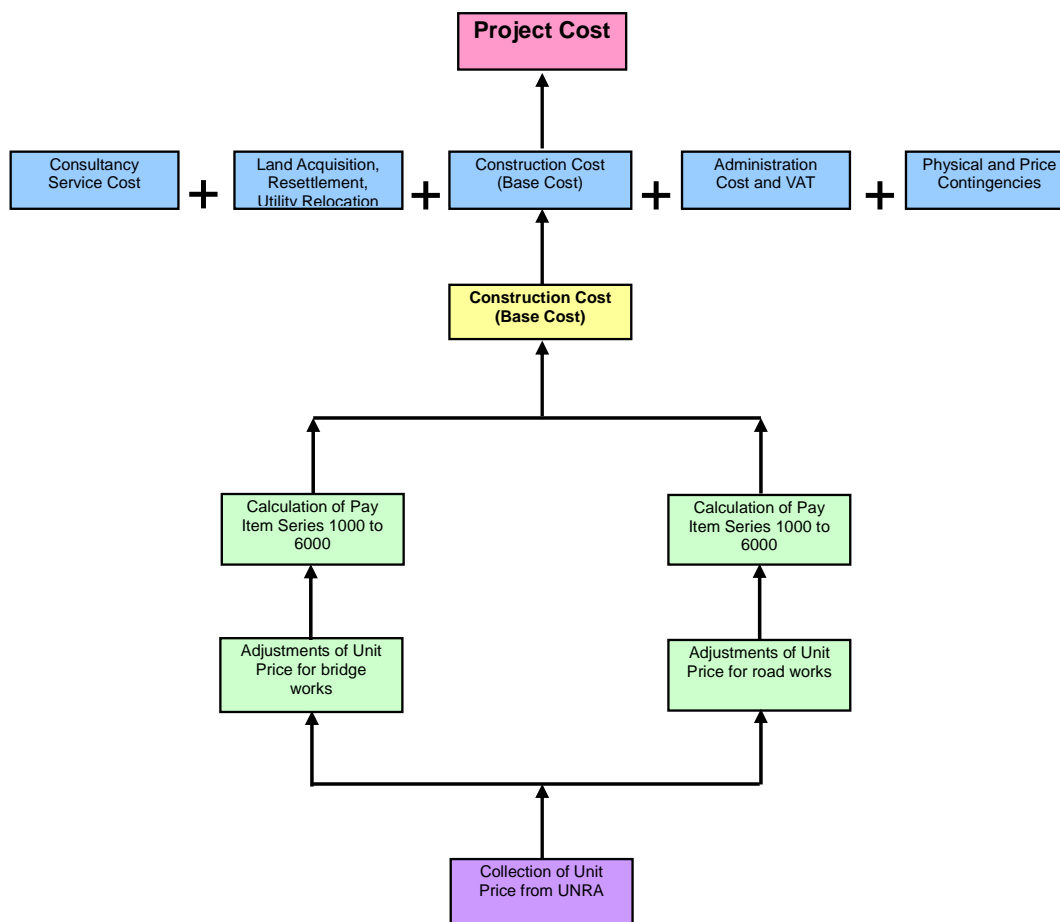 Project Cost
Consultancy
Service Cost
+
Land Acquisition,
Resettlement,
Utility Relocation
+
Construction Cost
(Base Cost)
+
Administration
Cost and VAT
+
Physical and Price
Contingencies
Construction Cost
(Base Cost)
Calculation of Pay
Item Series 1000 to
6000
Calculation of Pay
Item Series 1000 to
6000
Adjustments of Unit
Price for bridge
works
Adjustments of Unit
Price for road works
Collection of Unit
Price from UNRA